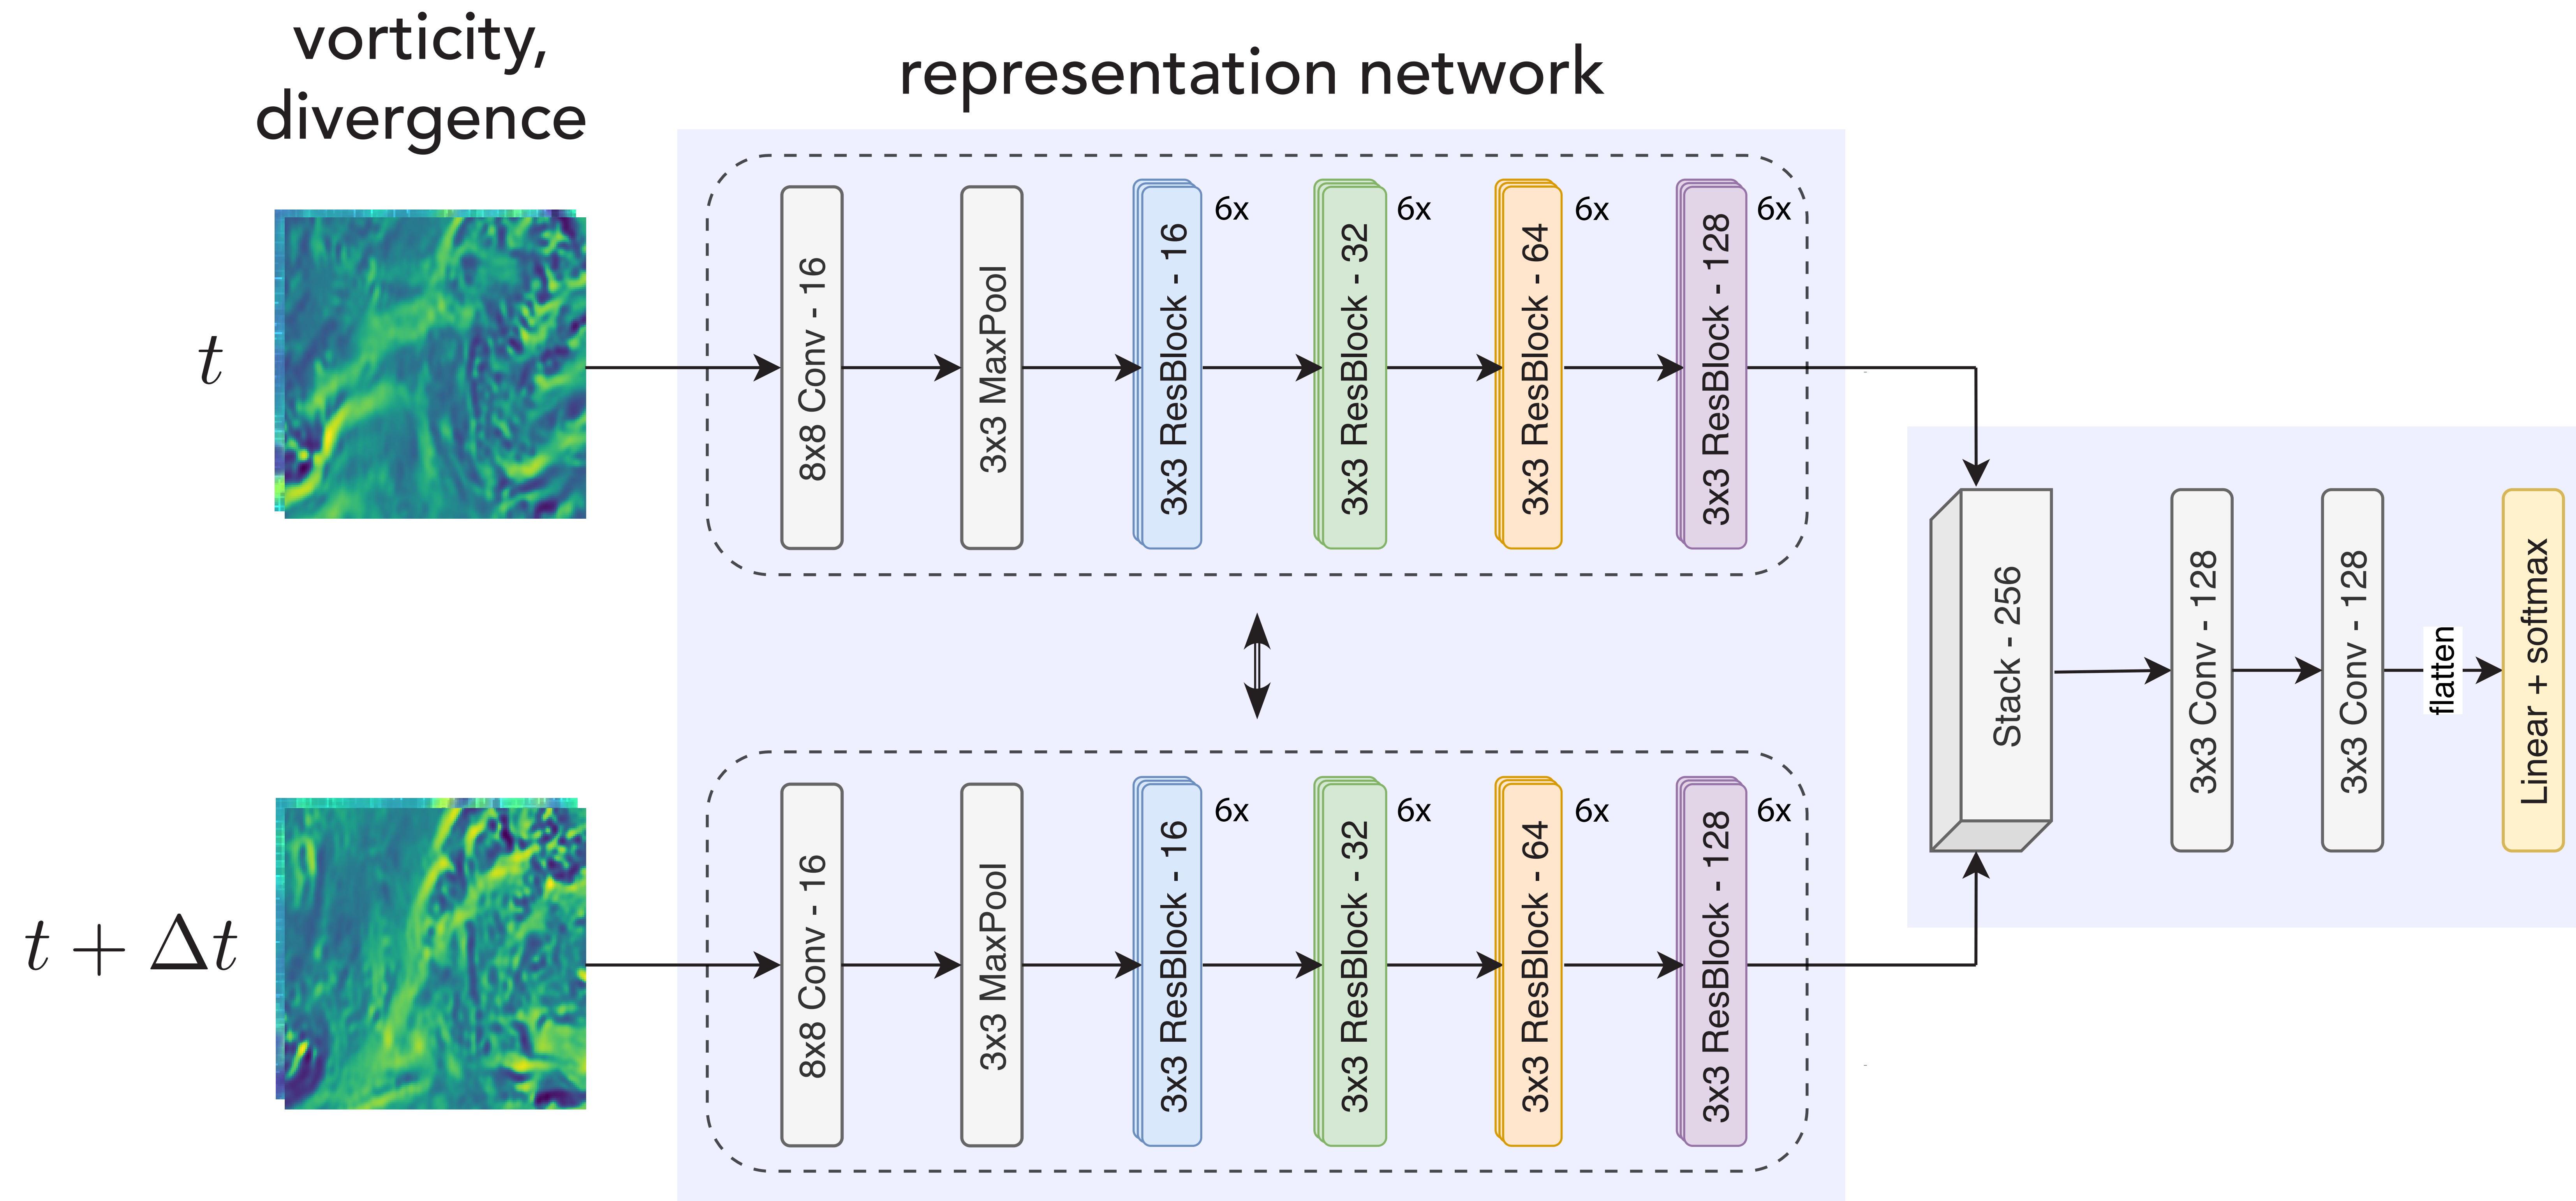 vorticity,
divergence
representation network
t
8x8 Conv - 16
3x3 MaxPool
3x3 ResBlock - 16
6x
3x3 ResBlock - 32
6x
3x3 ResBlock - 64
6x
3x3 ResBlock - 128
6x
Stack - 256
3x3 Conv - 128
3x3 Conv - 128
flatten
Linear + softmax
t + Δt
8x8 Conv - 16
3x3 MaxPool
3x3 ResBlock - 16
6x
3x3 ResBlock - 32
6x
3x3 ResBlock - 64
6x
3x3 ResBlock - 128
6x